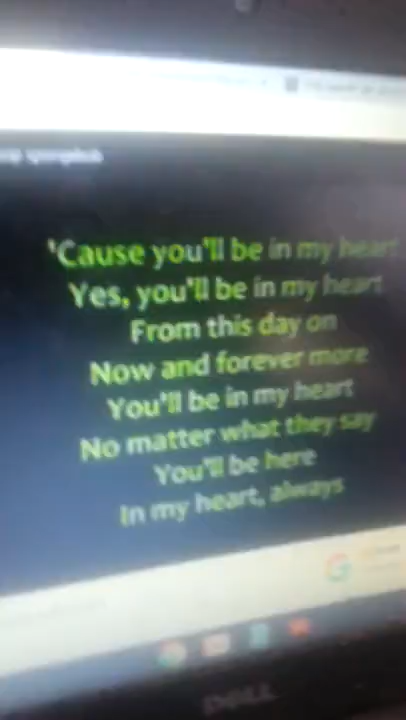 'Cause you'll be in my heart
Yes, you'll be in my heart
From this day on
Now and forever more
You'll be in my heart
No matter what they say
You'll be here
In my heart, always
DELL